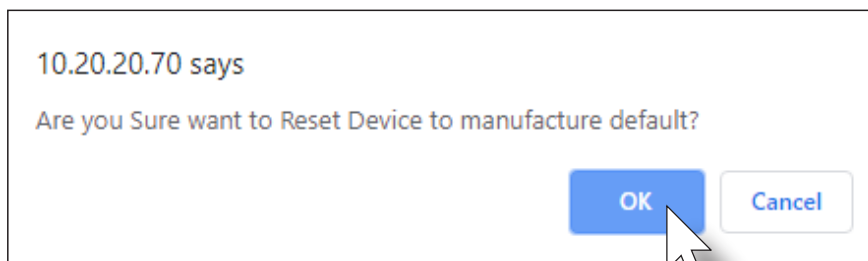 10.20.20.70 says
Are you Sure want to Reset Device to manufacture default?
OK Cancel